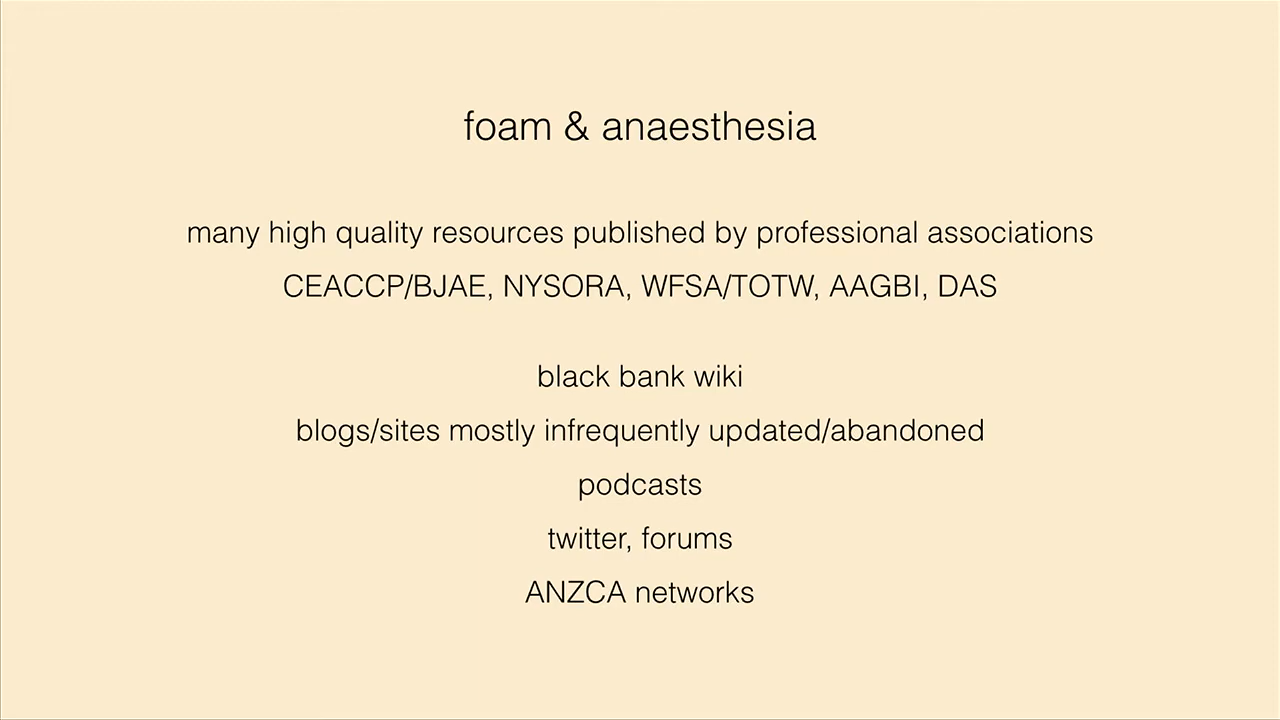 foam & anaesthesia
many high quality resources published by professional associations
CEACCP/BJAE, NYSORA, WFSA/TOTW, AAGBI, DAS
black bank wiki
blogs/sites mostly infrequently updated/abandoned
podcasts
twitter, forums
ANZCA networks